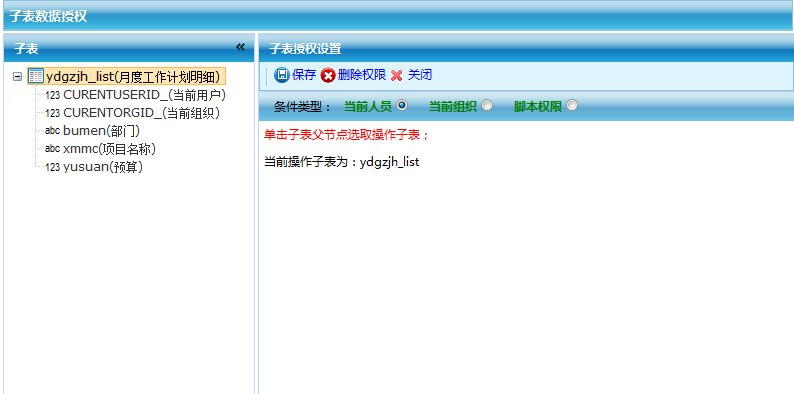 子表数据授权
子表
ydgzjh_list(月度工作计划明细)
123 CURENTUSERID_(当前用户)
123 CURENTORGID_(当前组织)
abc bumen(部门)
abc xmmc(项目名称)
123 yusuan(预算)
子表授权设置
保存 删除权限 关闭
条件类型： 当前人员 当前组织 脚本权限
单击子表父节点选取操作子表；
当前操作子表为：ydgzjh_list